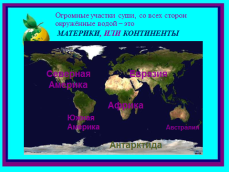 Огромные участки суши, со всех сторон
окружённые водой – это
МАТЕРИКИ, ИЛИ КОНТИНЕНТЫ
Северная
Америка
Евразия
Африка
Южная
Америка
Австралия
Антарктида